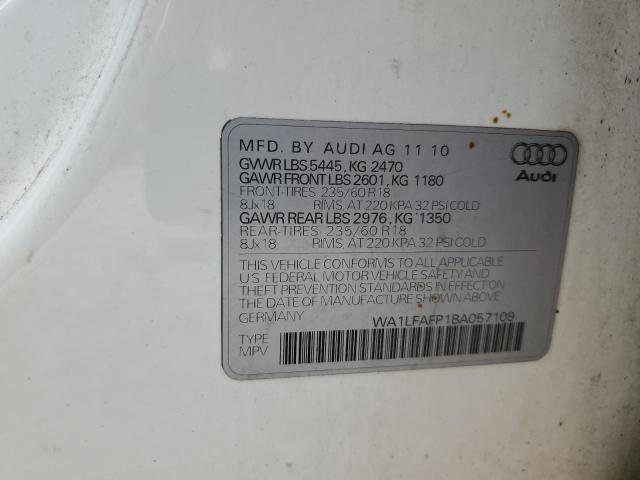 MFD. BY AUDI AG 11 10
GVWR LBS 5445, KG 2470
GAWR FRONT LBS 2601, KG 1180
FRONT-TIRES 235/60 R18
8Jx18 RIMS, AT 220 KPA 32 PSI COLD
GAWR REAR LBS 2976, KG 1350
REAR-TIRES 235/60 R18
8Jx18 RIMS, AT 220 KPA 32 PSI COLD
THIS VEHICLE CONFORMS TO ALL APPLICABLE
U.S. FEDERAL MOTOR VEHICLE SAFETY AND
THEFT PREVENTION STANDARDS IN EFFECT ON
THE DATE OF MANUFACTURE SHOWN ABOVE.
GERMANY
WA1LFAFP1BA057109
TYPE
MPV
Audi